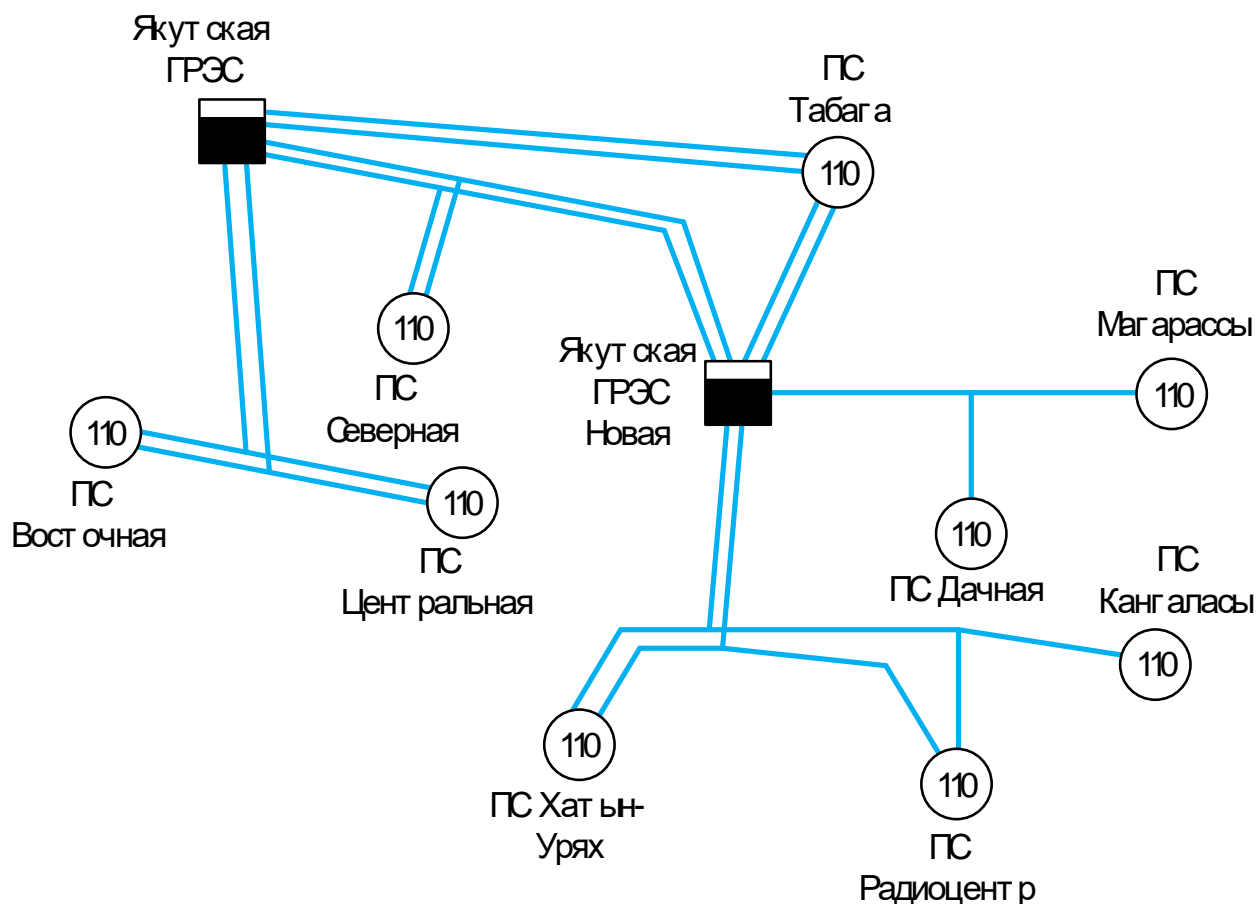 Якутская
ГРЭС
ПС
Табага
110
110
ПС
Северная
Якутская
ГРЭС
Новая
ПС
Магарассы
110
110
ПС
Восточная
110
ПС
Центральная
110
ПС Дачная
ПС
Кангаласы
110
110
ПС Хатын-
Урях
110
ПС
Радиоцентр